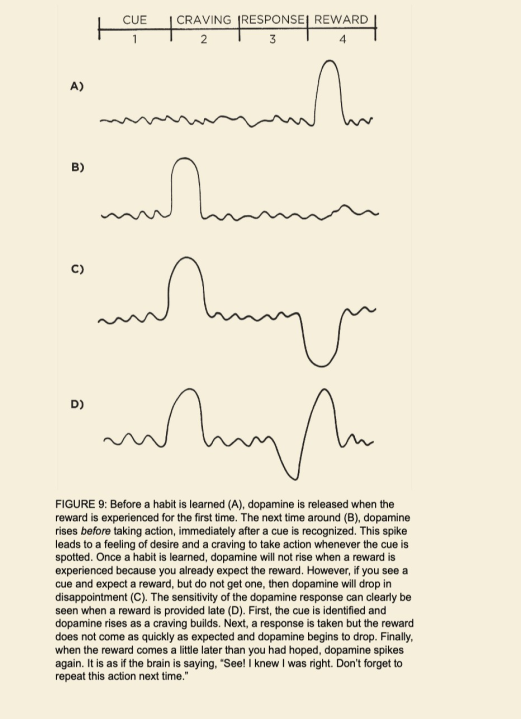 CUE CRAVING RESPONSE REWARD
1 2 3 4
A)
B)
C)
D)
FIGURE 9: Before a habit is learned (A), dopamine is released when the
reward is experienced for the first time. The next time around (B), dopamine
rises before taking action, immediately after a cue is recognized. This spike
leads to a feeling of desire and a craving to take action whenever the cue is
spotted. Once a habit is learned, dopamine will not rise when a reward is
experienced because you already expect the reward. However, if you see a
cue and expect a reward, but do not get one, then dopamine will drop in
disappointment (C). The sensitivity of the dopamine response can clearly be
seen when a reward is provided late (D). First, the cue is identified and
dopamine rises as a craving builds. Next, a response is taken but the reward
does not come as quickly as expected and dopamine begins to drop. Finally,
when the reward comes a little later than you had hoped, dopamine spikes
again. It is as if the brain is saying, "See! I knew I was right. Don't forget to
repeat this action next time."